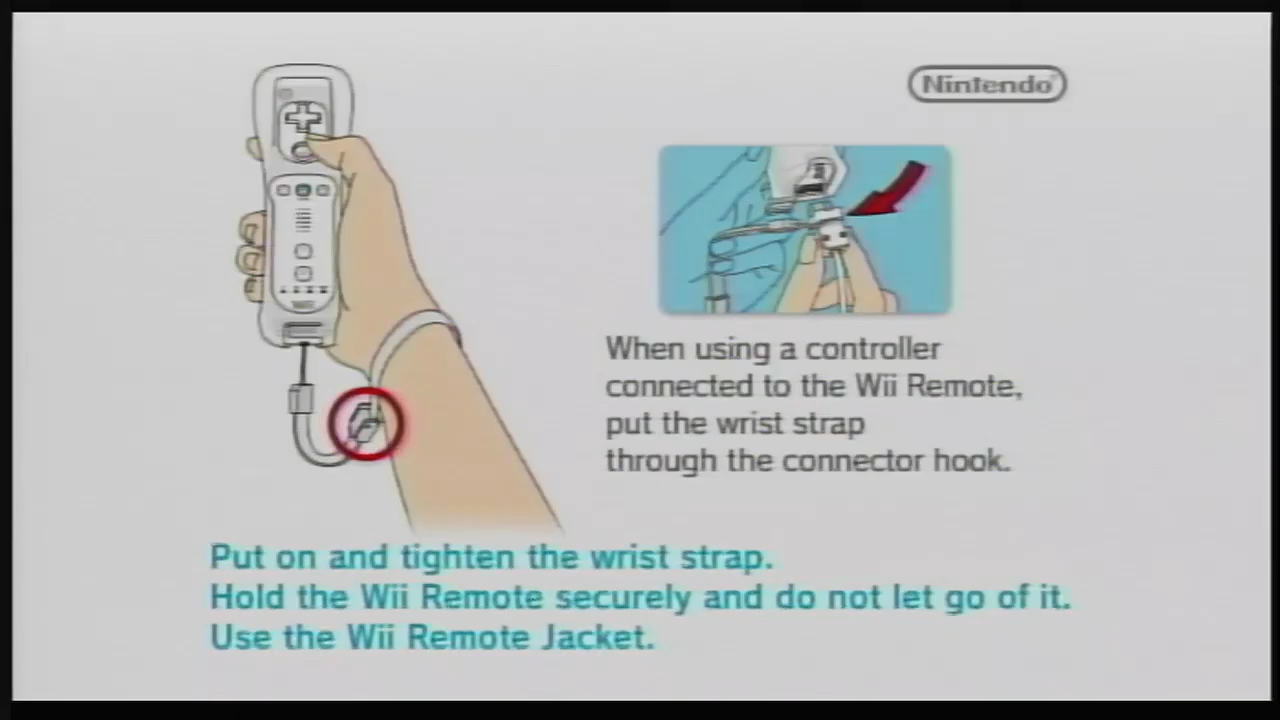 Nintendo
When using a controller
connected to the Wii Remote,
put the wrist strap
through the connector hook.
Put on and tighten the wrist strap.
Hold the Wii Remote securely and do not let go of it.
Use the Wii Remote Jacket.